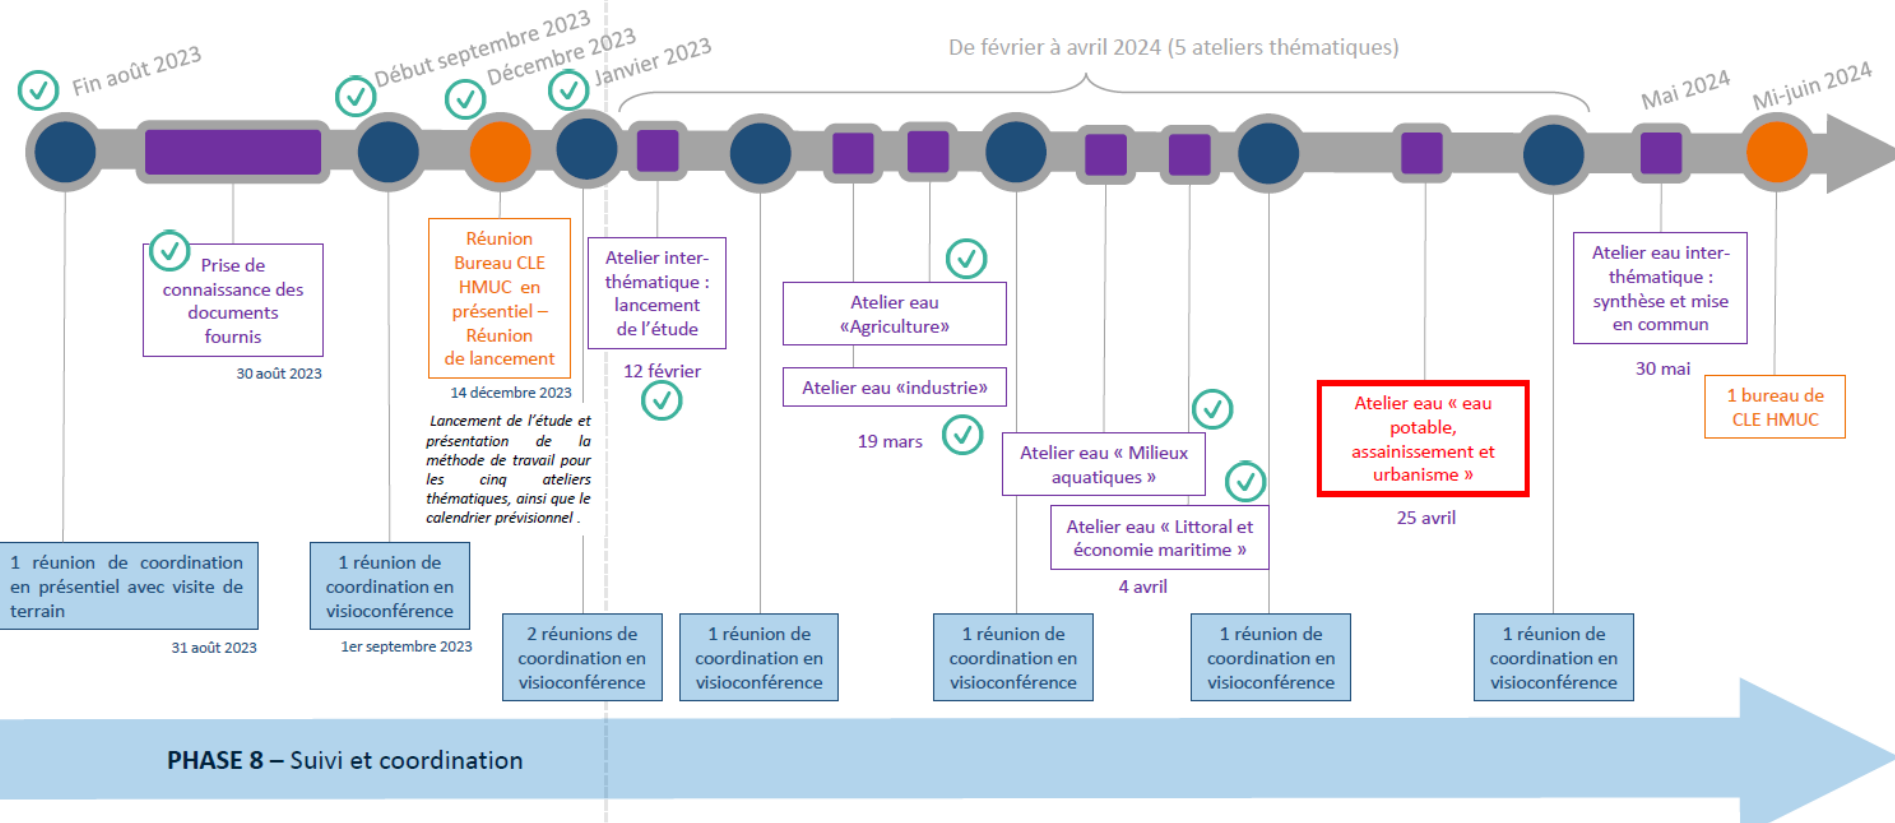 Fin août 2023
Début septembre 2023
Décembre 2023
Janvier 2023
De février à avril 2024 (5 ateliers thématiques)
Mai 2024
Mi-juin 2024
Prise de
connaissance des
documents
fournis
30 août 2023
Réunion
Bureau CLE
HMUC en
présentiel –
Réunion
de lancement
14 décembre 2023
Lancement de l’étude et
présentation de la
méthode de travail pour
les cinq ateliers
thématiques, ainsi que le
calendrier prévisionnel .
Atelier inter-
thématique :
lancement
de l’étude
12 février
Atelier eau
«Agriculture»
Atelier eau «industrie»
19 mars
Atelier eau « Milieux
aquatiques »
Atelier eau « Littoral et
économie maritime »
4 avril
Atelier eau « eau
potable,
assainissement et
urbanisme »
25 avril
Atelier eau inter-
thématique :
synthèse et mise
en commun
30 mai
1 bureau de
CLE HMUC
1 réunion de coordination
en présentiel avec visite de
terrain
31 août 2023
1 réunion de
coordination en
visioconférence
1er septembre 2023
2 réunions de
coordination en
visioconférence
1 réunion de
coordination en
visioconférence
1 réunion de
coordination en
visioconférence
1 réunion de
coordination en
visioconférence
1 réunion de
coordination en
visioconférence
PHASE 8 – Suivi et coordination